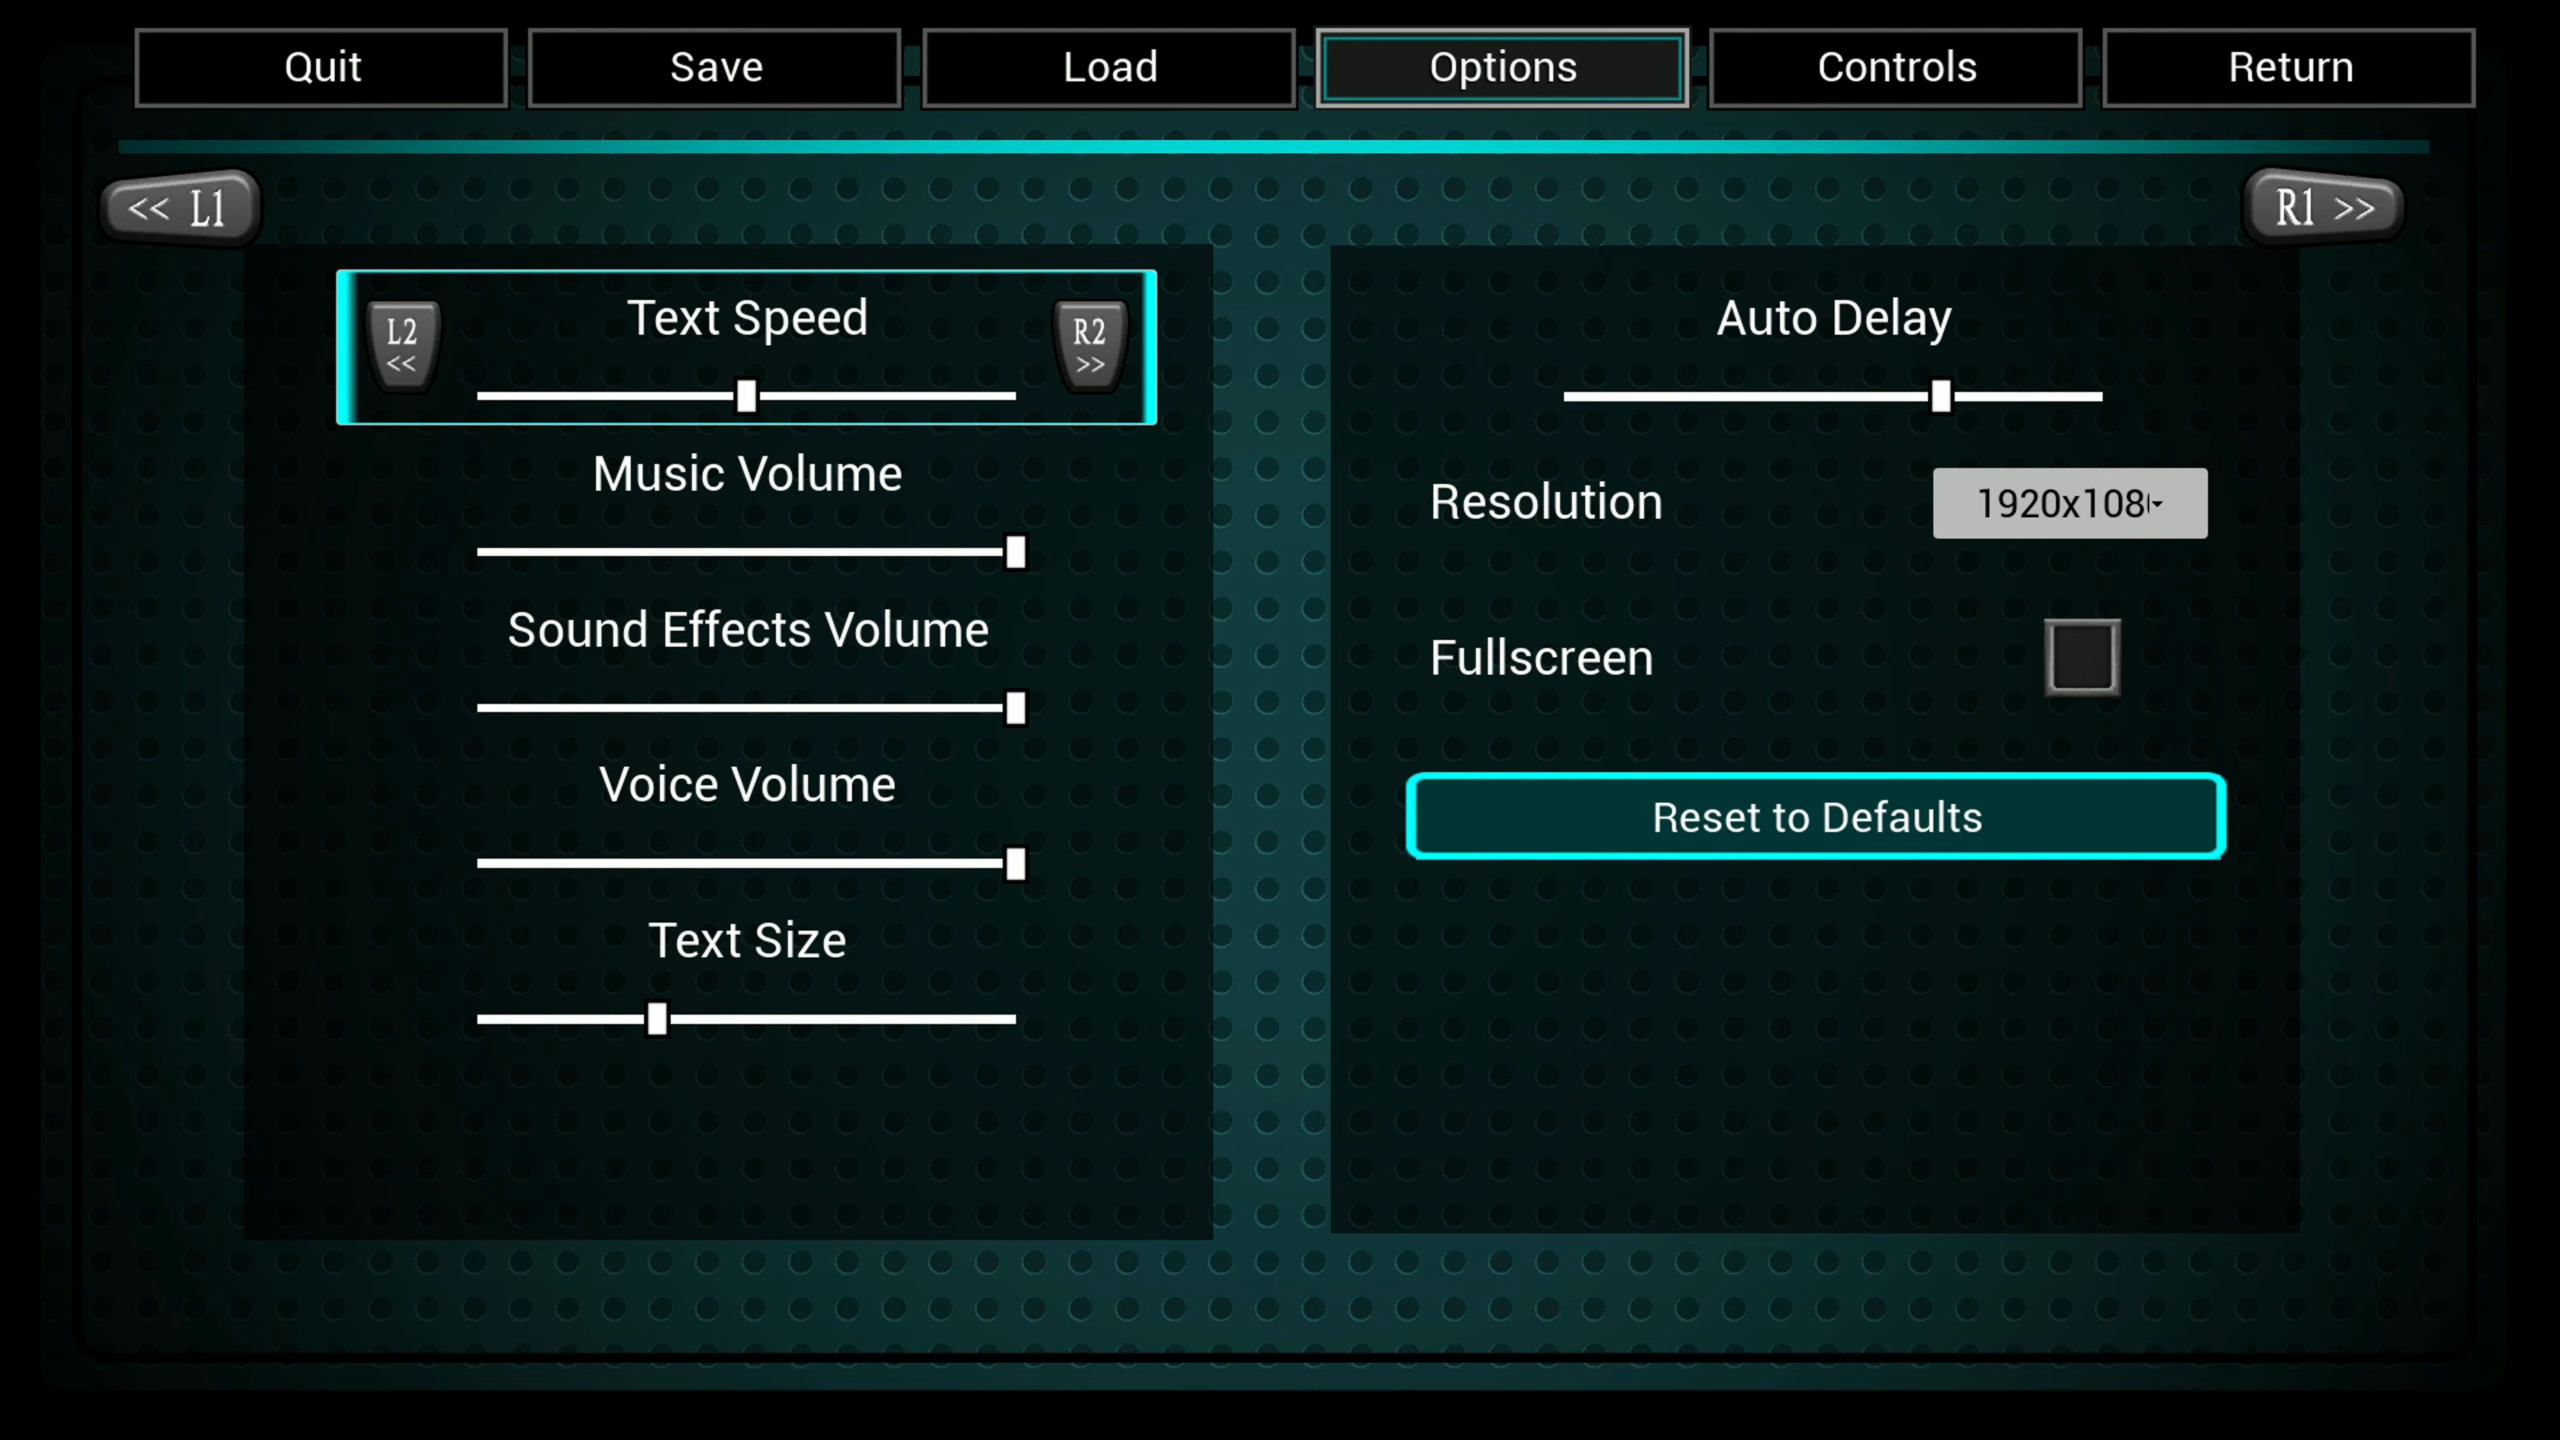 Quit Save Load Options Controls Return
<< L1 R1 >>
L2 << Text Speed R2 >>
Music Volume
Sound Effects Volume
Voice Volume
Text Size
Auto Delay
Resolution 1920x108
Fullscreen
Reset to Defaults